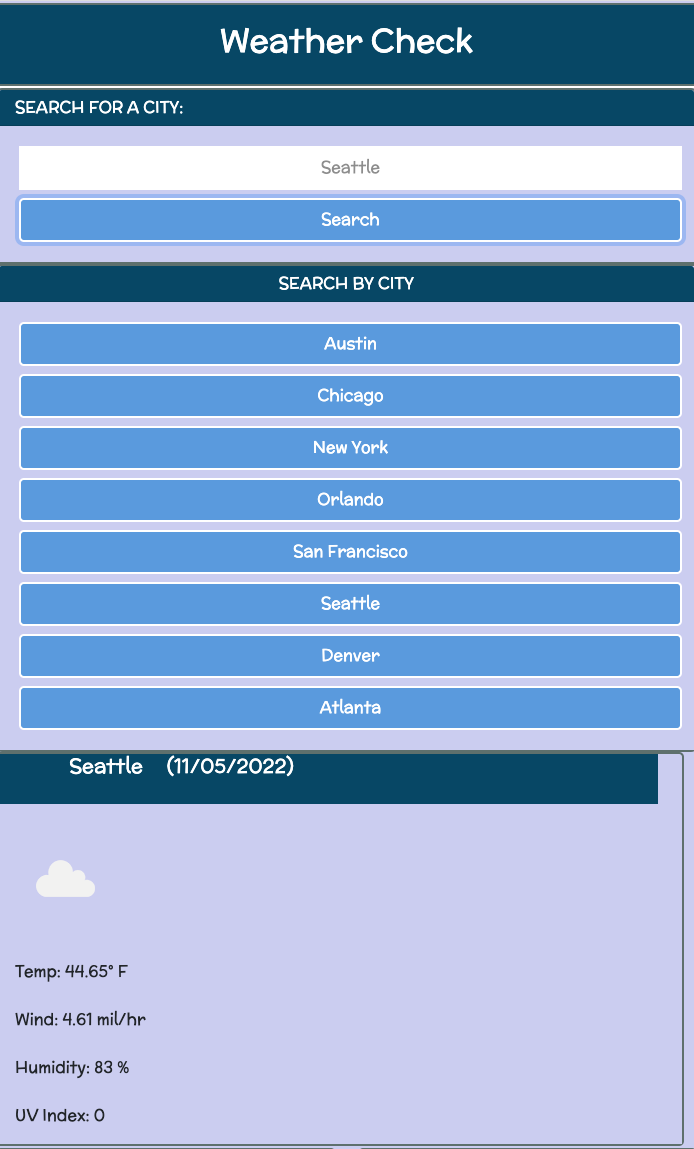 Weather Check
SEARCH FOR A CITY:
Seattle
Search
SEARCH BY CITY
Austin
Chicago
New York
Orlando
San Francisco
Seattle
Denver
Atlanta
Seattle (11/05/2022)
Temp: 44.65° F
Wind: 4.61 mil/hr
Humidity: 83 %
UV Index: 0